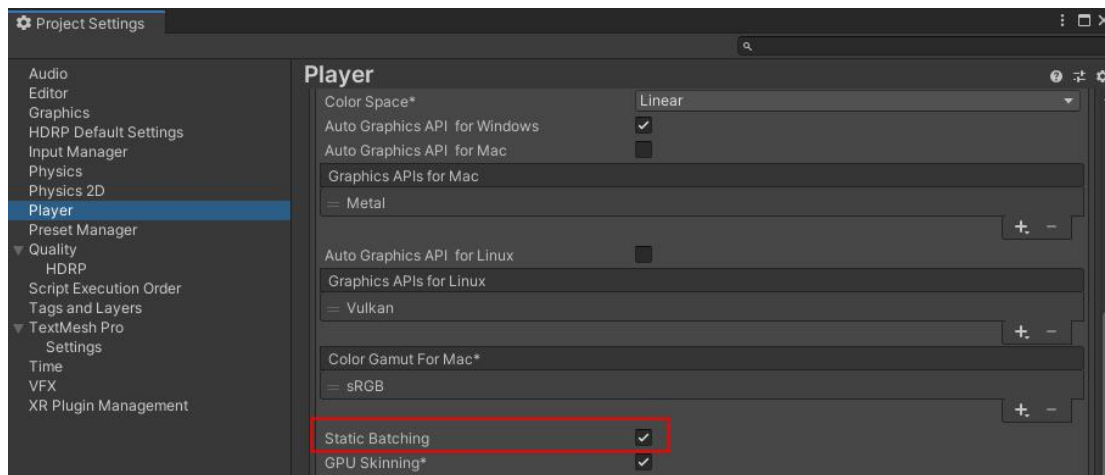 Project Settings
Audio
Editor
Graphics
HDRP Default Settings
Input Manager
Physics
Physics 2D
Player
Preset Manager
Quality
HDRP
Script Execution Order
Tags and Layers
TextMesh Pro
Settings
Time
VFX
XR Plugin Management
Player
Color Space* Linear
Auto Graphics API for Windows
Auto Graphics API for Mac
Graphics APIs for Mac
Metal
Auto Graphics API for Linux
Graphics APIs for Linux
Vulkan
Color Gamut For Mac*
sRGB
Static Batching
GPU Skinning*